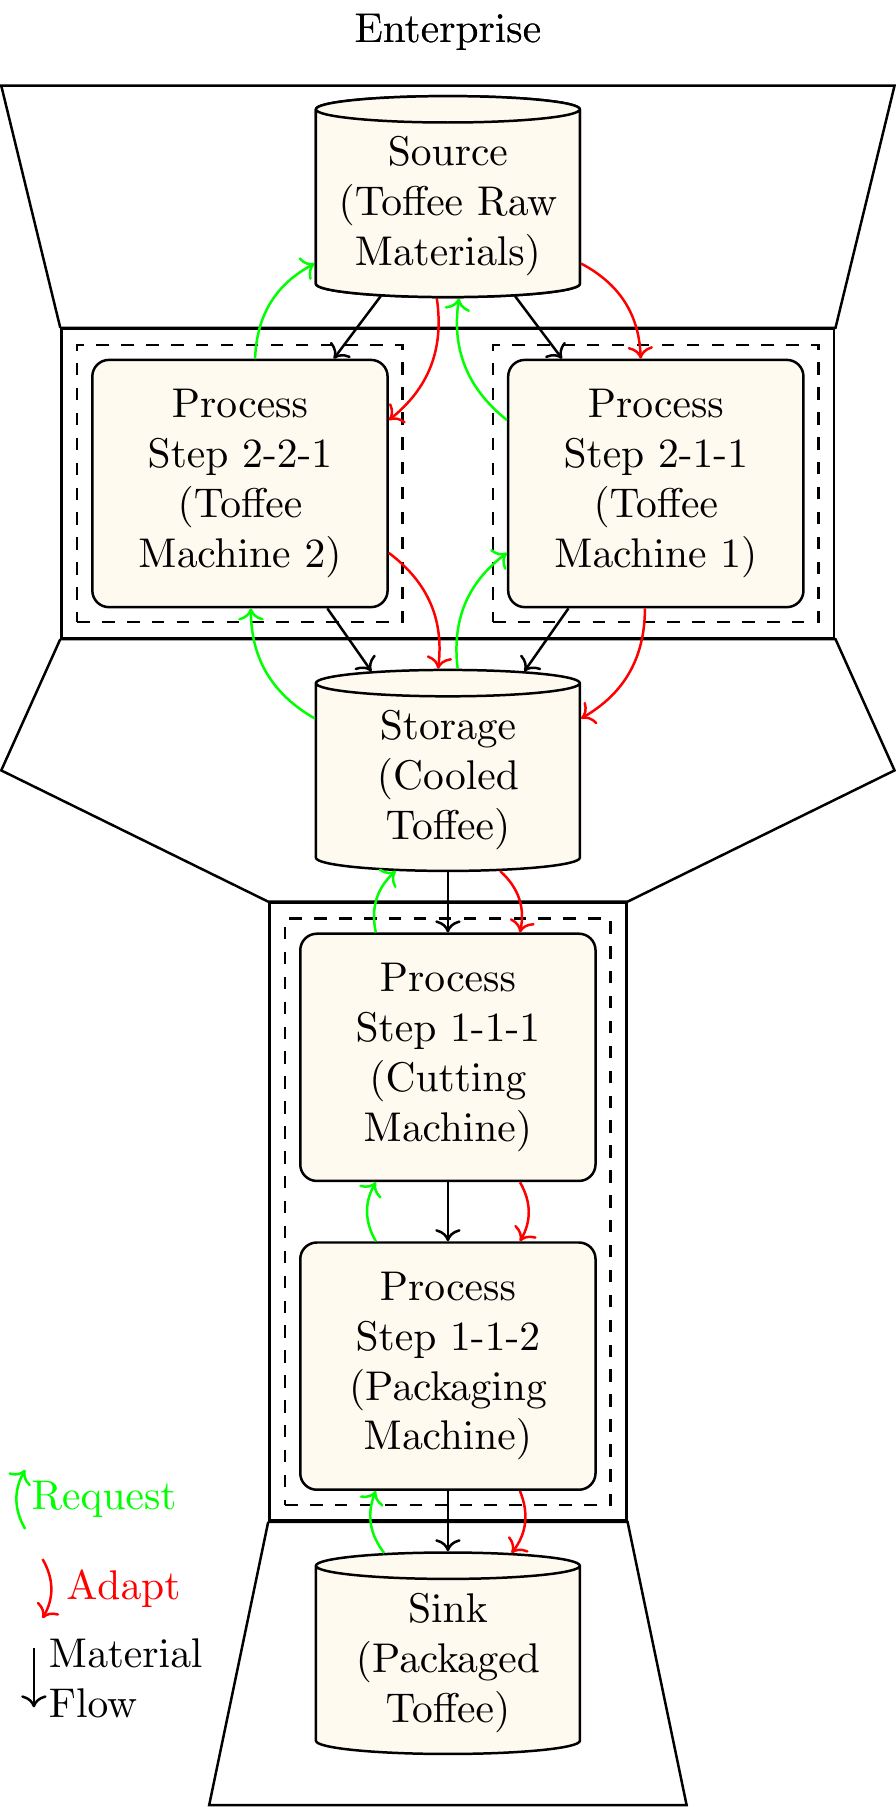 Enterprise
Source
(Toffee Raw
Materials)
Process
Step 2-2-1
(Toffee
Machine 2)
Process
Step 2-1-1
(Toffee
Machine 1)
Storage
(Cooled
Toffee)
Process
Step 1-1-1
(Cutting
Machine)
Process
Step 1-1-2
(Packaging
Machine)
Request
Adapt
Material
Flow
Sink
(Packaged
Toffee)